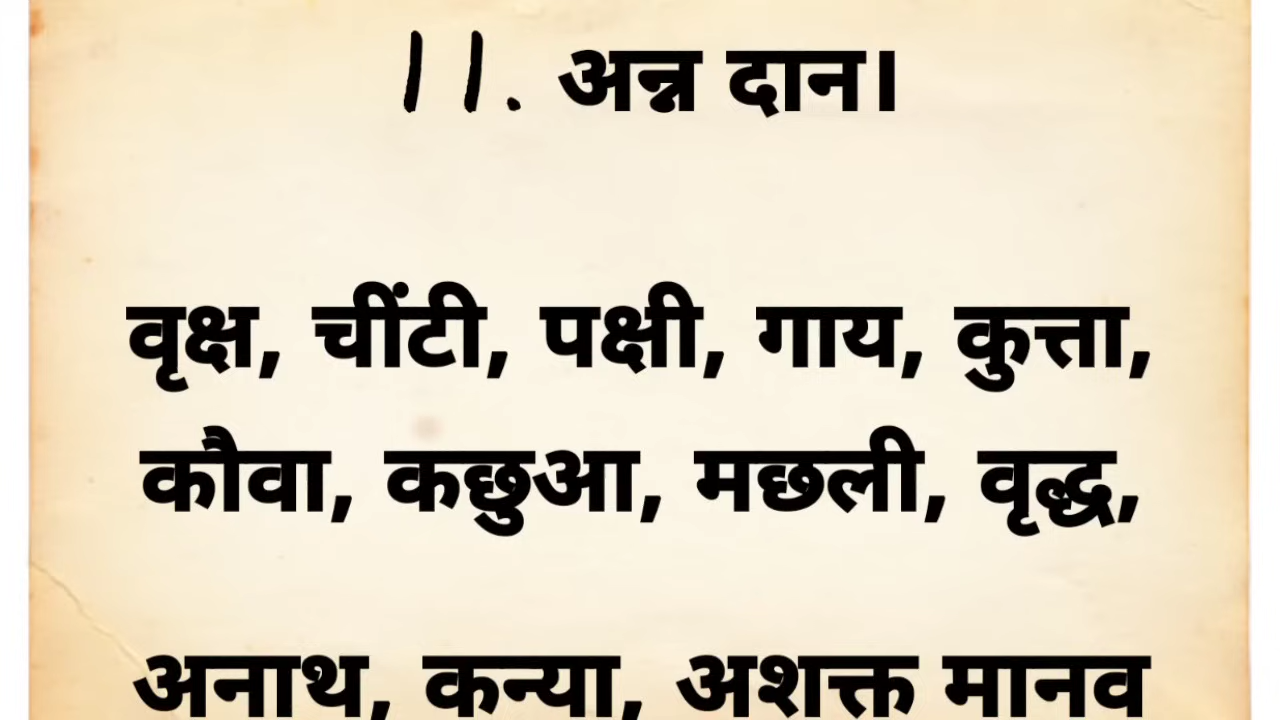 11. अन्न दान।
वृक्ष, चींटी, पक्षी, गाय, कुत्ता,
कौवा, कछुआ, मछली, वृद्ध,
अनाथ, कन्या, अशक्त मानव